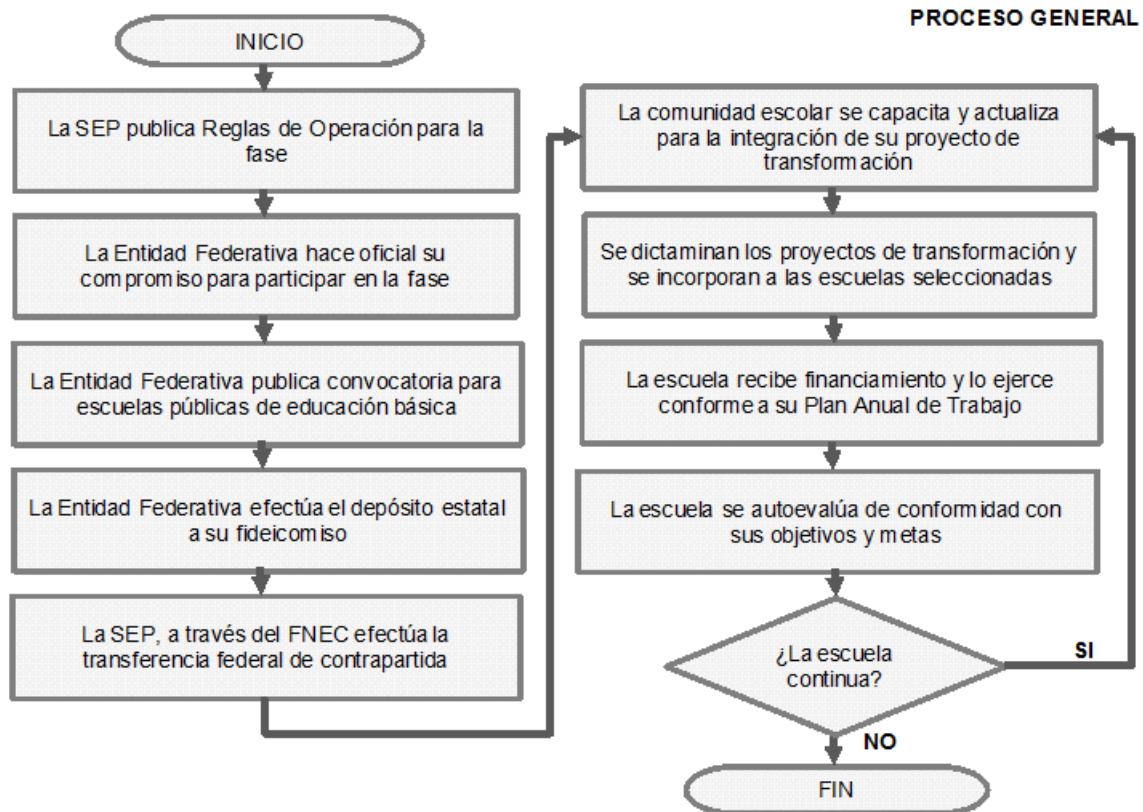 PROCESO GENERAL
INICIO
La SEP publica Reglas de Operación para la
fase
La Entidad Federativa hace oficial su
compromiso para participar en la fase
La Entidad Federativa publica convocatoria para
escuelas públicas de educación básica
La Entidad Federativa efectúa el depósito estatal
a su fideicomiso
La SEP, a través del FNEC efectúa la
transferencia federal de contrapartida
La comunidad escolar se capacita y actualiza
para la integración de su proyecto de
transformación
Se dictaminan los proyectos de transformación y
se incorporan a las escuelas seleccionadas
La escuela recibe financiamiento y lo ejerce
conforme a su Plan Anual de Trabajo
La escuela se autoevalúa de conformidad con
sus objetivos y metas
¿La escuela
continua?
SI
NO
FIN